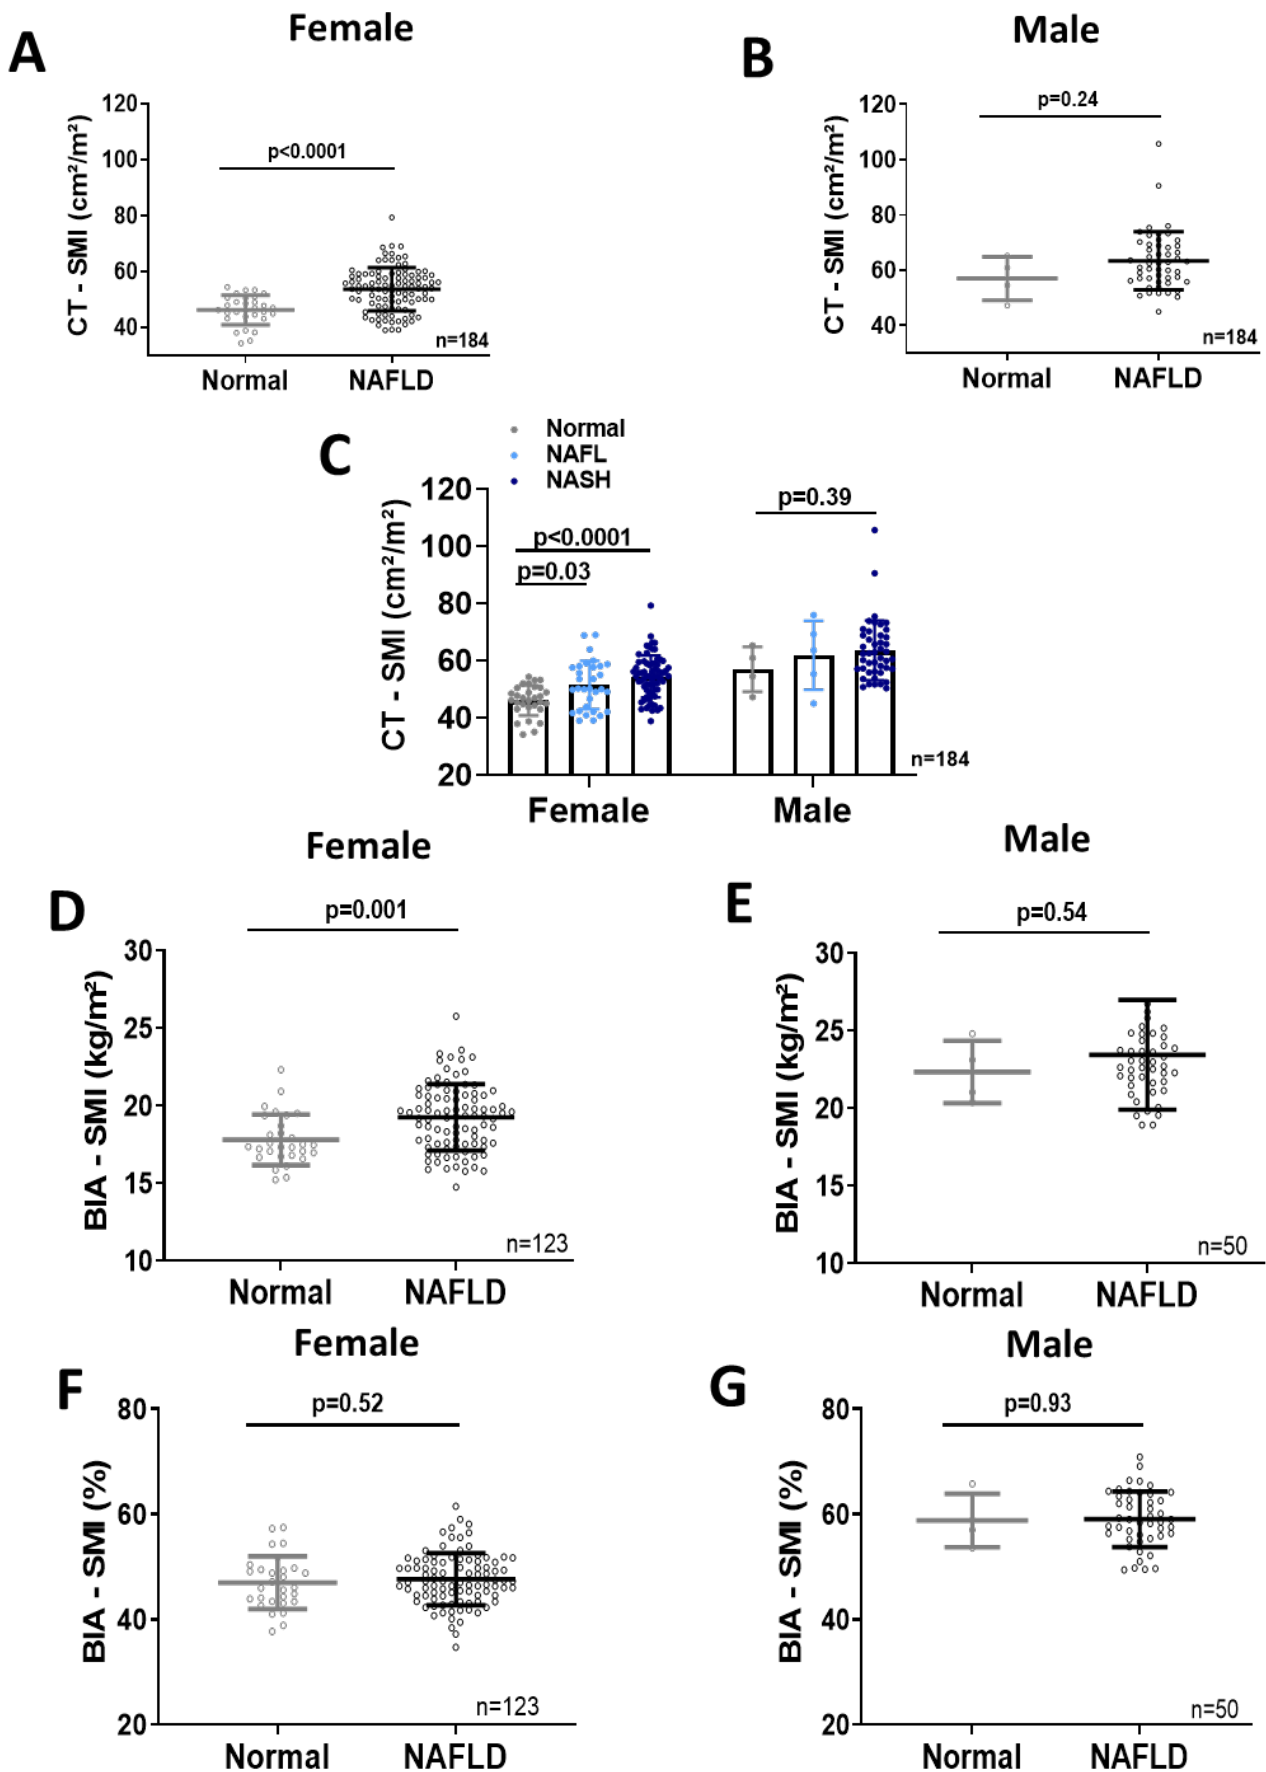 A
Female
CT - SMI (cm²/m²)
120
100
80
60
40
p<0.0001
n=184
Normal
NAFLD
B
Male
CT - SMI (cm²/m²)
120
100
80
60
40
p=0.24
n=184
Normal
NAFLD
C
Normal
NAFL
NASH
CT - SMI (cm²/m²)
120
100
80
60
40
20
p<0.0001
p=0.03
p=0.39
n=184
Female
Male
D
Female
BIA - SMI (kg/m²)
30
25
20
15
10
p=0.001
n=123
Normal
NAFLD
E
Male
BIA - SMI (kg/m²)
30
25
20
15
10
p=0.54
n=50
Normal
NAFLD
F
Female
BIA - SMI (%)
80
60
40
20
p=0.52
n=123
Normal
NAFLD
G
Male
BIA - SMI (%)
80
60
40
20
p=0.93
n=50
Normal
NAFLD